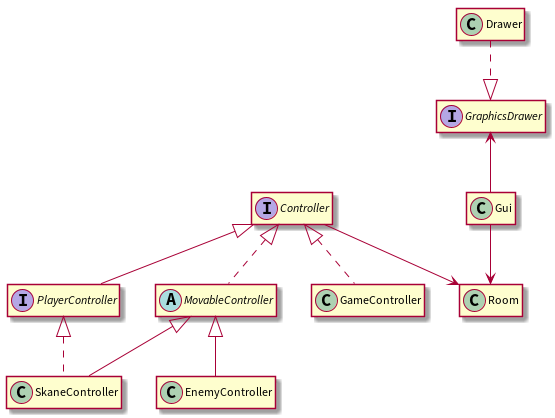 C Drawer
I GraphicsDrawer
I Controller
C Gui
I PlayerController
A MovableController
C GameController
C Room
C SkaneController
C EnemyController